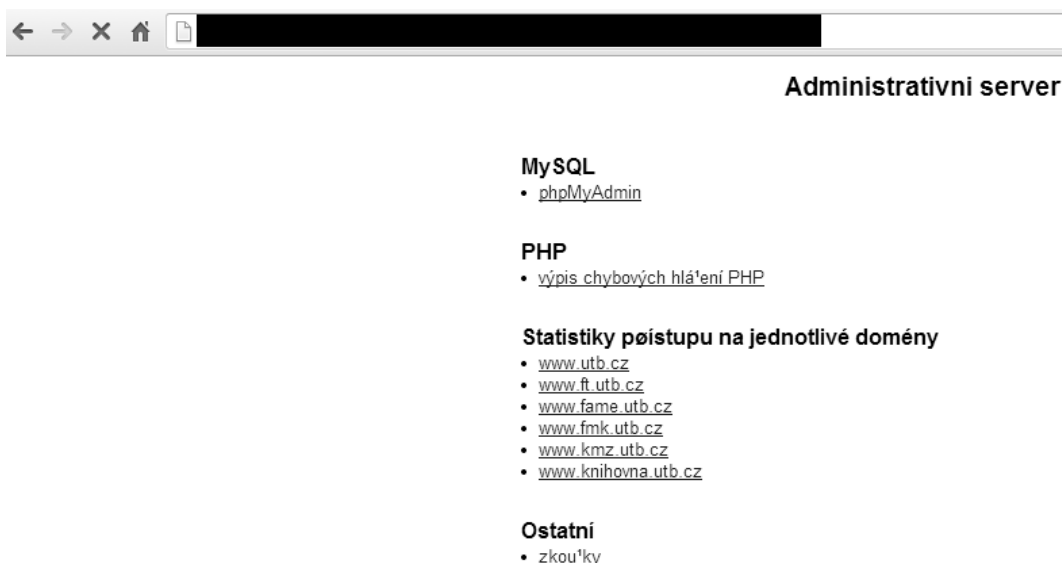 Administrativni server
MySQL
• phpMyAdmin
PHP
• výpis chybových hlá¹ení PHP
Statistiky pøístupu na jednotlivé domény
• www.utb.cz
• www.ft.utb.cz
• www.fame.utb.cz
• www.fmk.utb.cz
• www.kmz.utb.cz
• www.knihovna.utb.cz
Ostatní
• zkou¹ky